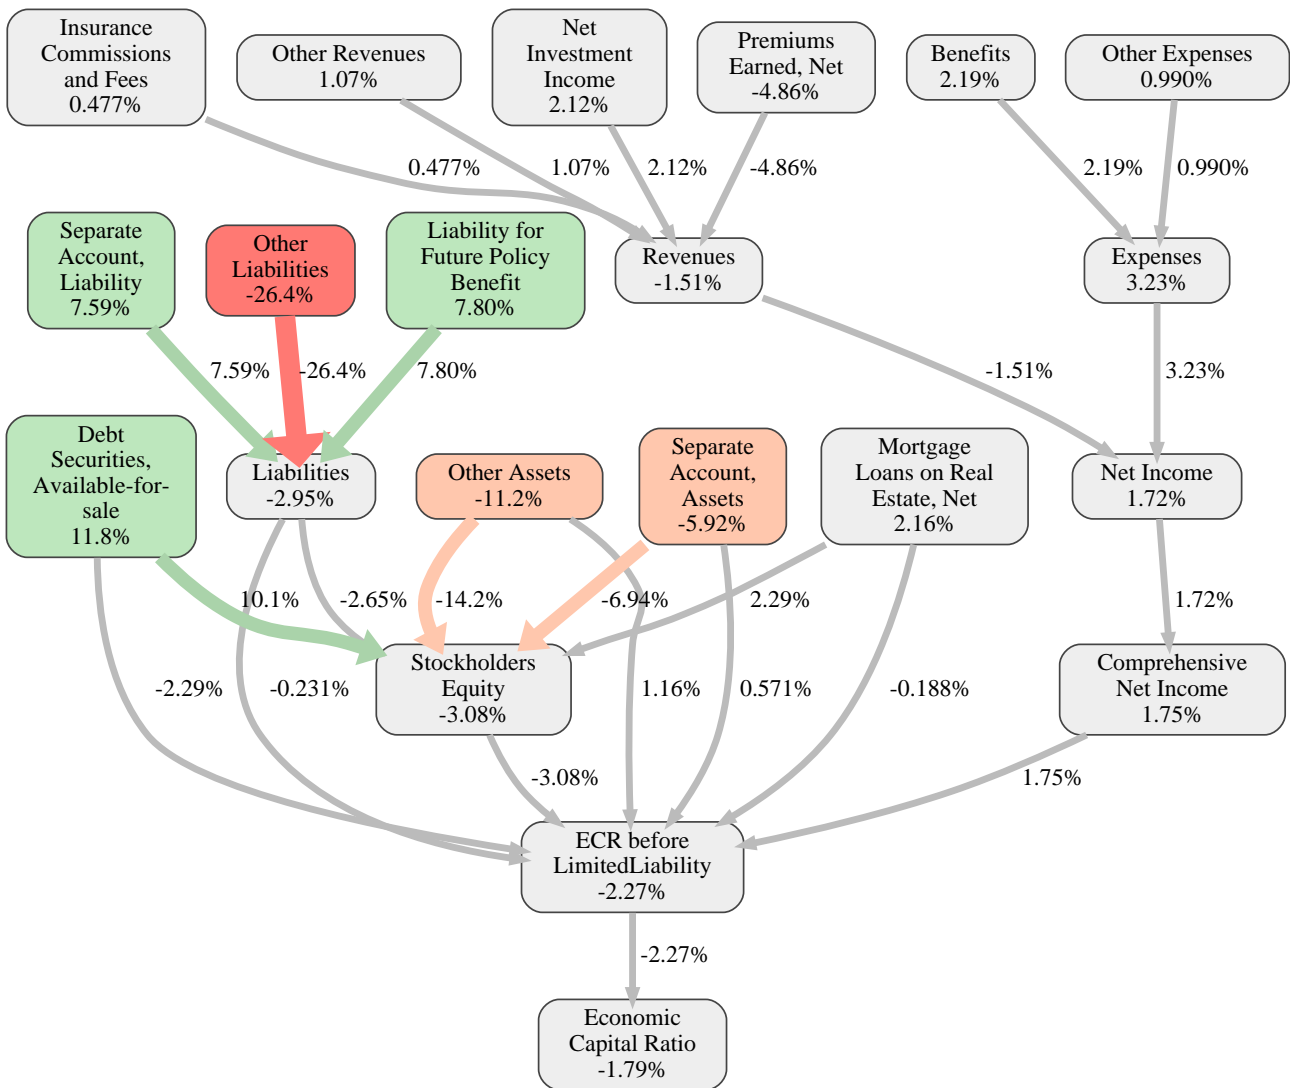 Insurance
Commissions
and Fees
0.477%
Other Revenues
1.07%
Net
Investment
Income
2.12%
Premiums
Earned, Net
-4.86%
Benefits
2.19%
Other Expenses
0.990%
0.477%
1.07%
2.12%
-4.86%
2.19%
0.990%
Separate
Account,
Liability
7.59%
Other
Liabilities
-26.4%
Liability for
Future Policy
Benefit
7.80%
Revenues
-1.51%
Expenses
3.23%
7.59%
-26.4%
7.80%
-1.51%
3.23%
Debt
Securities,
Available-for-
sale
11.8%
Liabilities
-2.95%
Other Assets
-11.2%
Separate
Account,
Assets
-5.92%
Mortgage
Loans on Real
Estate, Net
2.16%
Net Income
1.72%
10.1%
-2.65%
-14.2%
-6.94%
2.29%
1.72%
Stockholders
Equity
-3.08%
Comprehensive
Net Income
1.75%
-2.29%
-0.231%
1.16%
0.571%
-0.188%
-3.08%
1.75%
ECR before
LimitedLiability
-2.27%
-2.27%
Economic
Capital Ratio
-1.79%